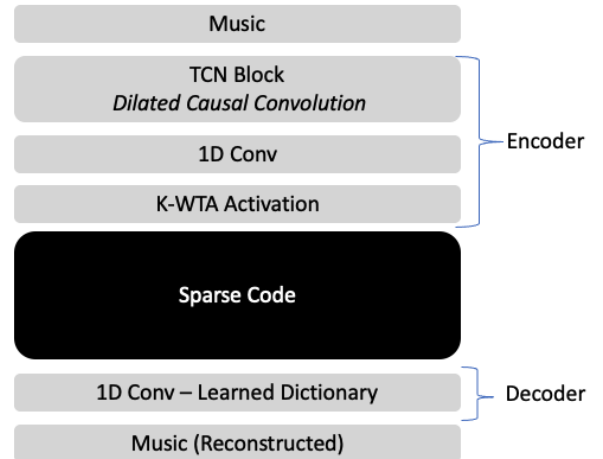 Music
TCN Block
Dilated Causal Convolution
1D Conv
K-WTA Activation
Encoder
Sparse Code
1D Conv – Learned Dictionary
Decoder
Music (Reconstructed)